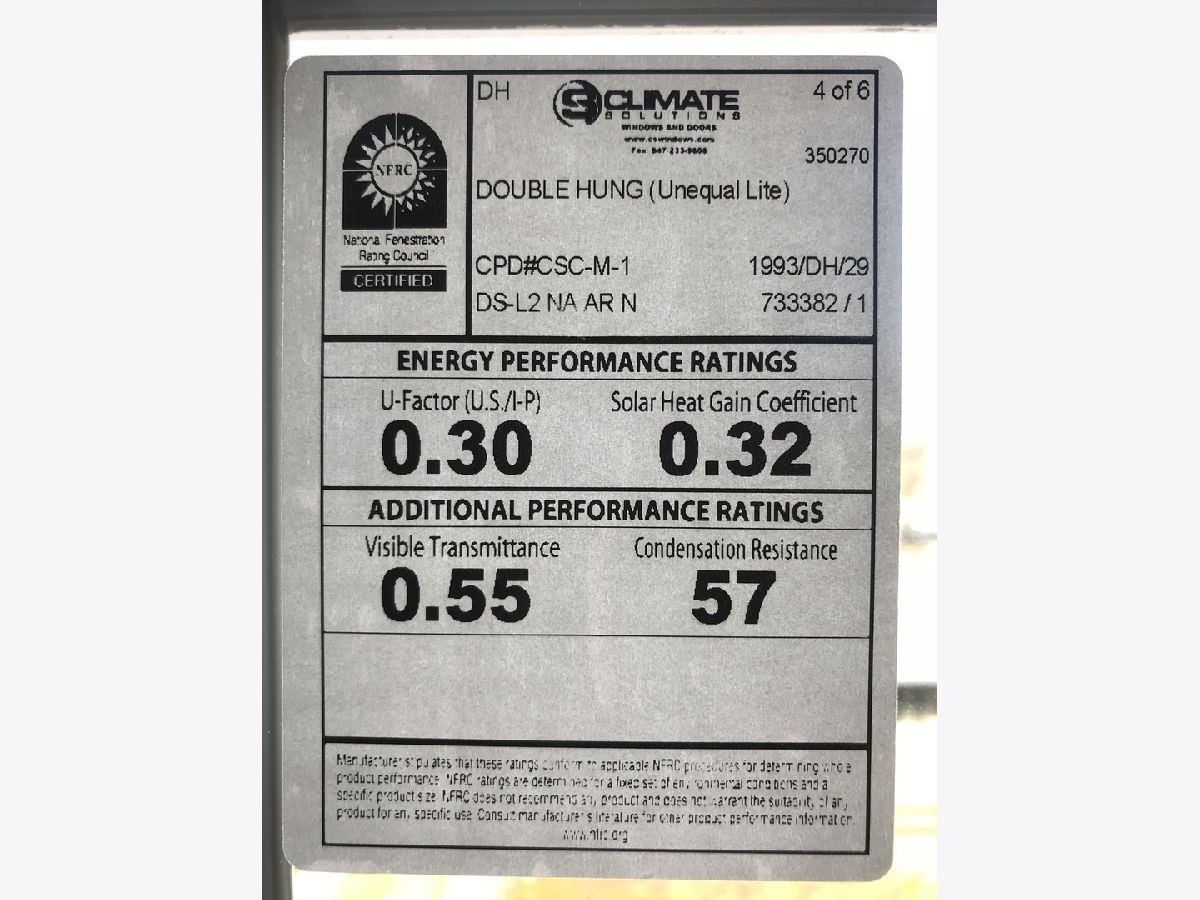 NFRC
National Fenestration
Rating Council
CERTIFIED
DH
CLIMATE
SOLUTIONS
WINDOWS AND DOORS
www.cswindows.com
4 of 6
350270
DOUBLE HUNG (Unequal Lite)
CPD#CSC-M-1 1993/DH/29
DS-L2 NA AR N 733382 / 1
ENERGY PERFORMANCE RATINGS
U-Factor (U.S./I-P) Solar Heat Gain Coefficient
0.30 0.32
ADDITIONAL PERFORMANCE RATINGS
Visible Transmittance Condensation Resistance
0.55 57
Manufacturer stipulates that these ratings conform to applicable NFRC procedures for determining whole
product performance. NFRC ratings are determined for a fixed set of environmental conditions and a
specific product size. NFRC does not recommend any product and does not warrant the suitability of any
product for any specific use. Consult manufacturer's literature for other product performance information.
www.nfrc.org